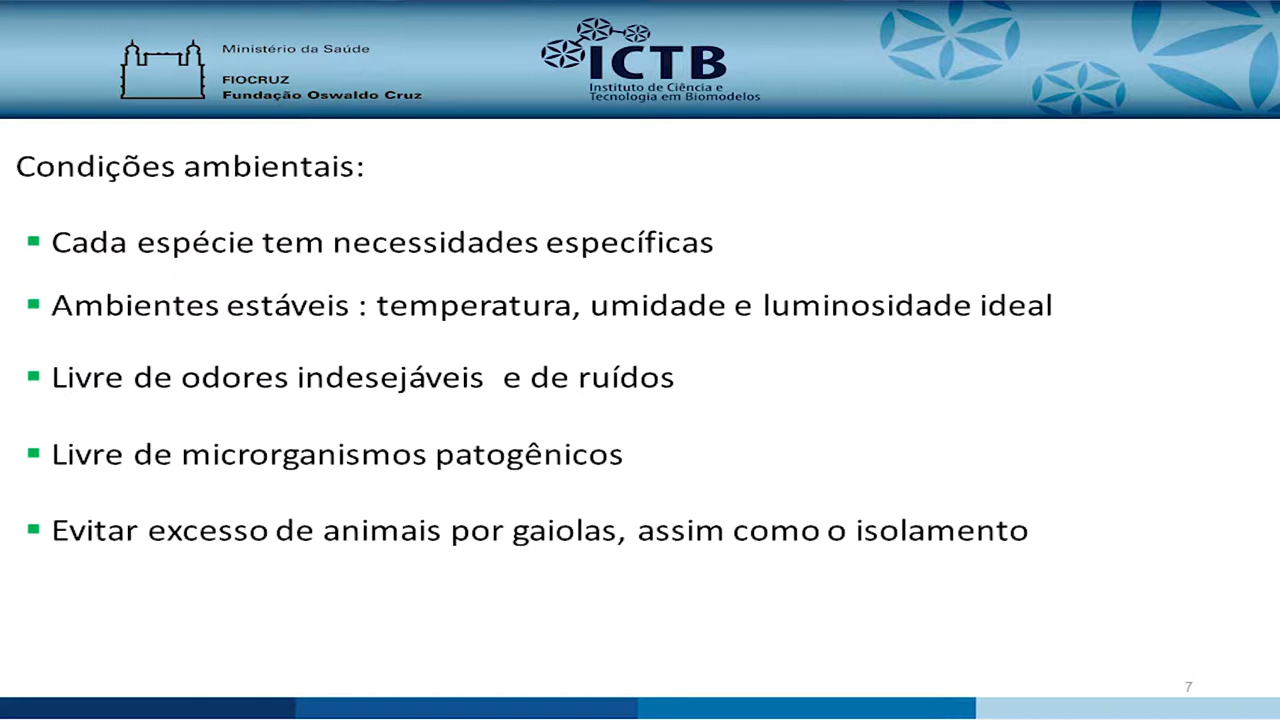 Ministério da Saúde
FIOCRUZ
Fundação Oswaldo Cruz
ICTB
Instituto de Ciência e
Tecnologia em Biomodelos
Condições ambientais:
Cada espécie tem necessidades específicas
Ambientes estáveis : temperatura, umidade e luminosidade ideal
Livre de odores indesejáveis e de ruídos
Livre de microrganismos patogênicos
Evitar excesso de animais por gaiolas, assim como o isolamento
7